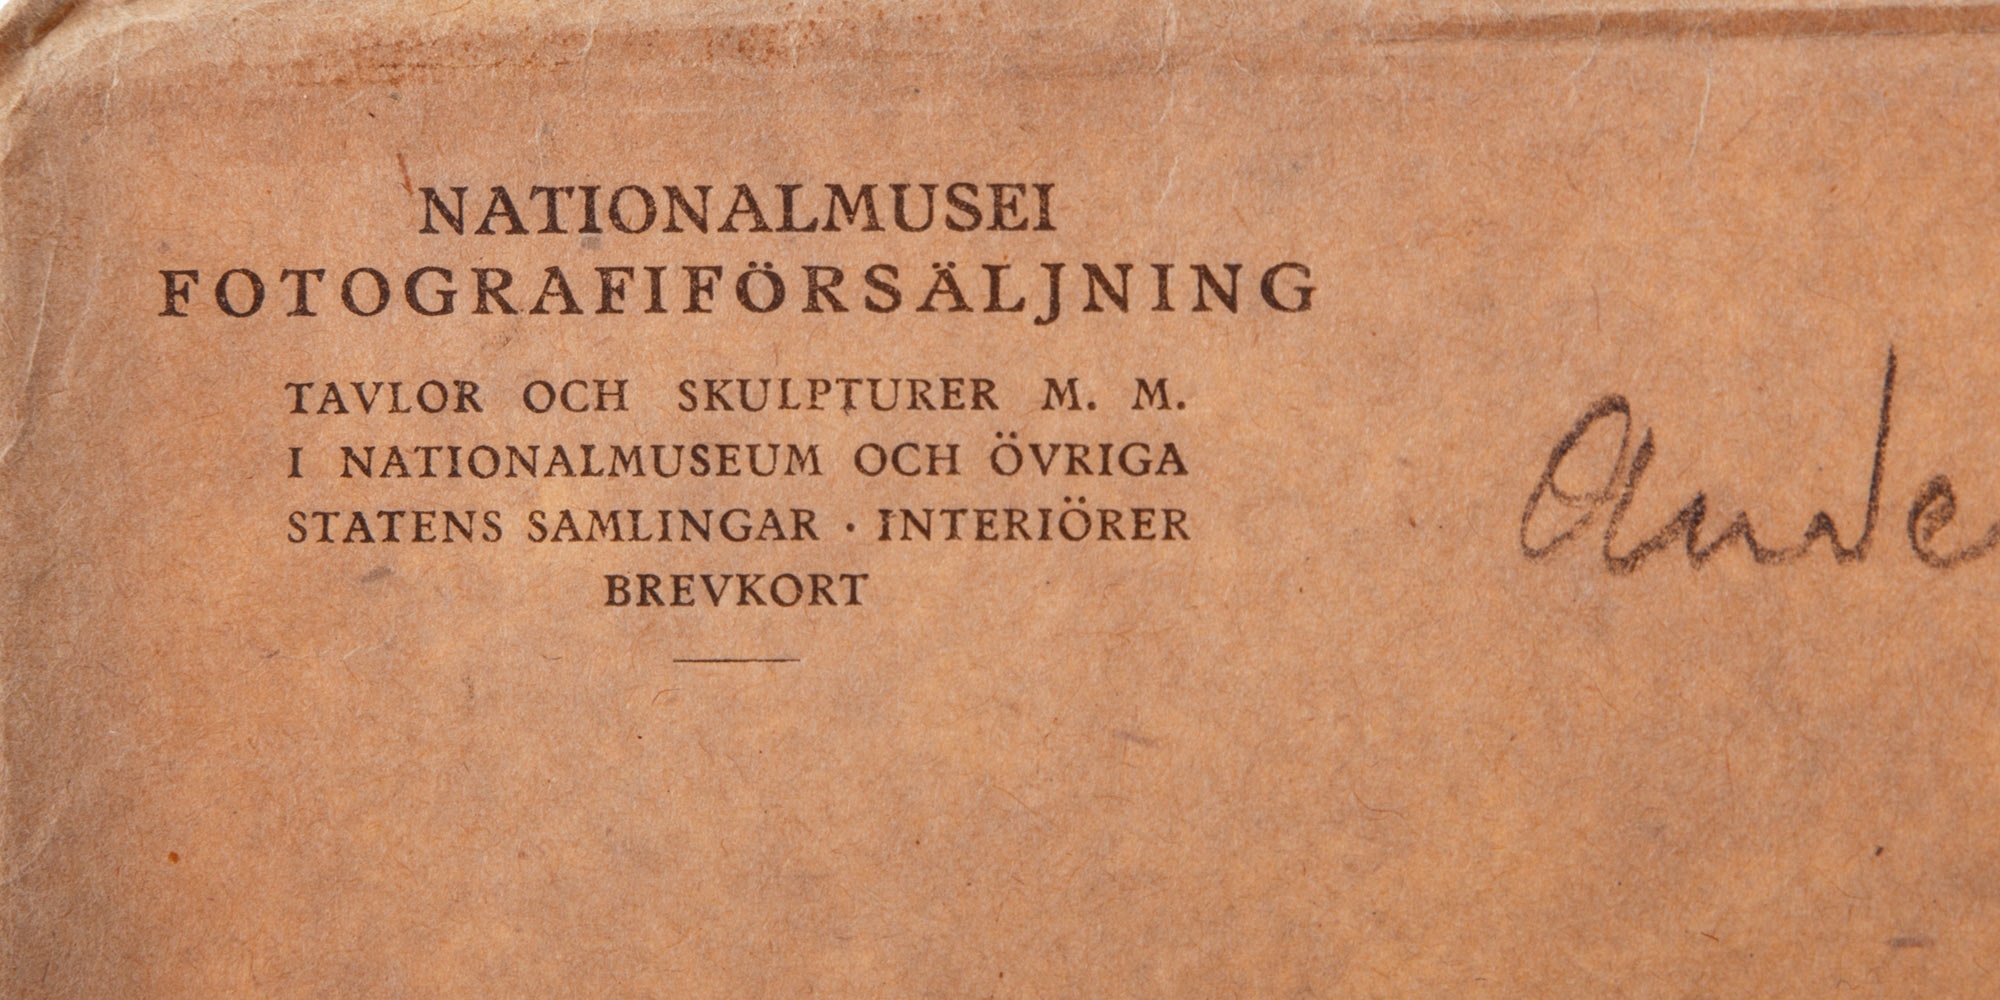 NATIONALMUSEI
FOTOGRAFIFÖRSÄLJNING
TAVLOR OCH SKULPTURER M. M.
I NATIONALMUSEUM OCH ÖVRIGA
STATENS SAMLINGAR · INTERIÖRER
BREVKORT